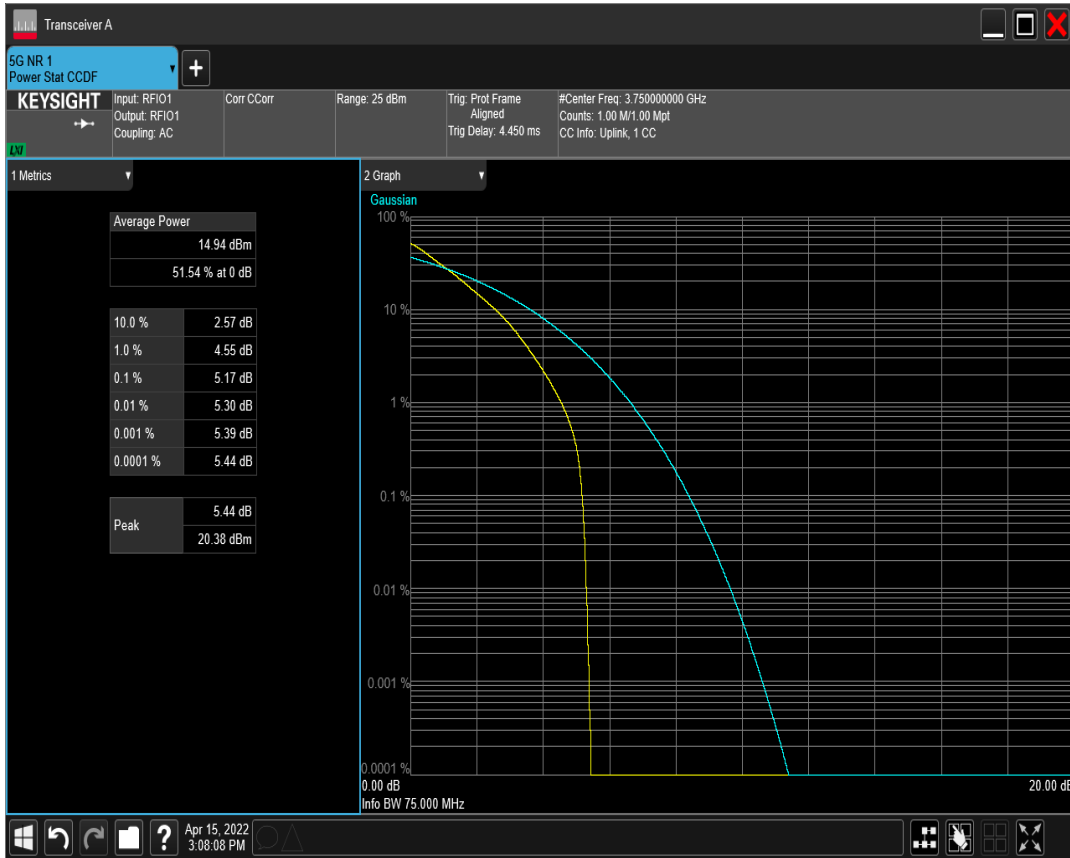 Transceiver A
5G NR 1
Power Stat CCDF
+
KEYSIGHT
LXI
Input: RFIO1
Output: RFIO1
Coupling: AC
Corr CCorr
Range: 25 dBm
Trig: Prot Frame
Aligned
Trig Delay: 4.450 ms
#Center Freq: 3.750000000 GHz
Counts: 1.00 M/1.00 Mpt
CC Info: Uplink, 1 CC
1 Metrics
Average Power
14.94 dBm
51.54 % at 0 dB
10.0 % 2.57 dB
1.0 % 4.55 dB
0.1 % 5.17 dB
0.01 % 5.30 dB
0.001 % 5.39 dB
0.0001 % 5.44 dB
Peak
5.44 dB
20.38 dBm
2 Graph
Gaussian
100 %
10 %
1 %
0.1 %
0.01 %
0.001 %
0.0001 %
0.00 dB 20.00 dB
Info BW 75.000 MHz
?
Apr 15, 2022
3:08:08 PM